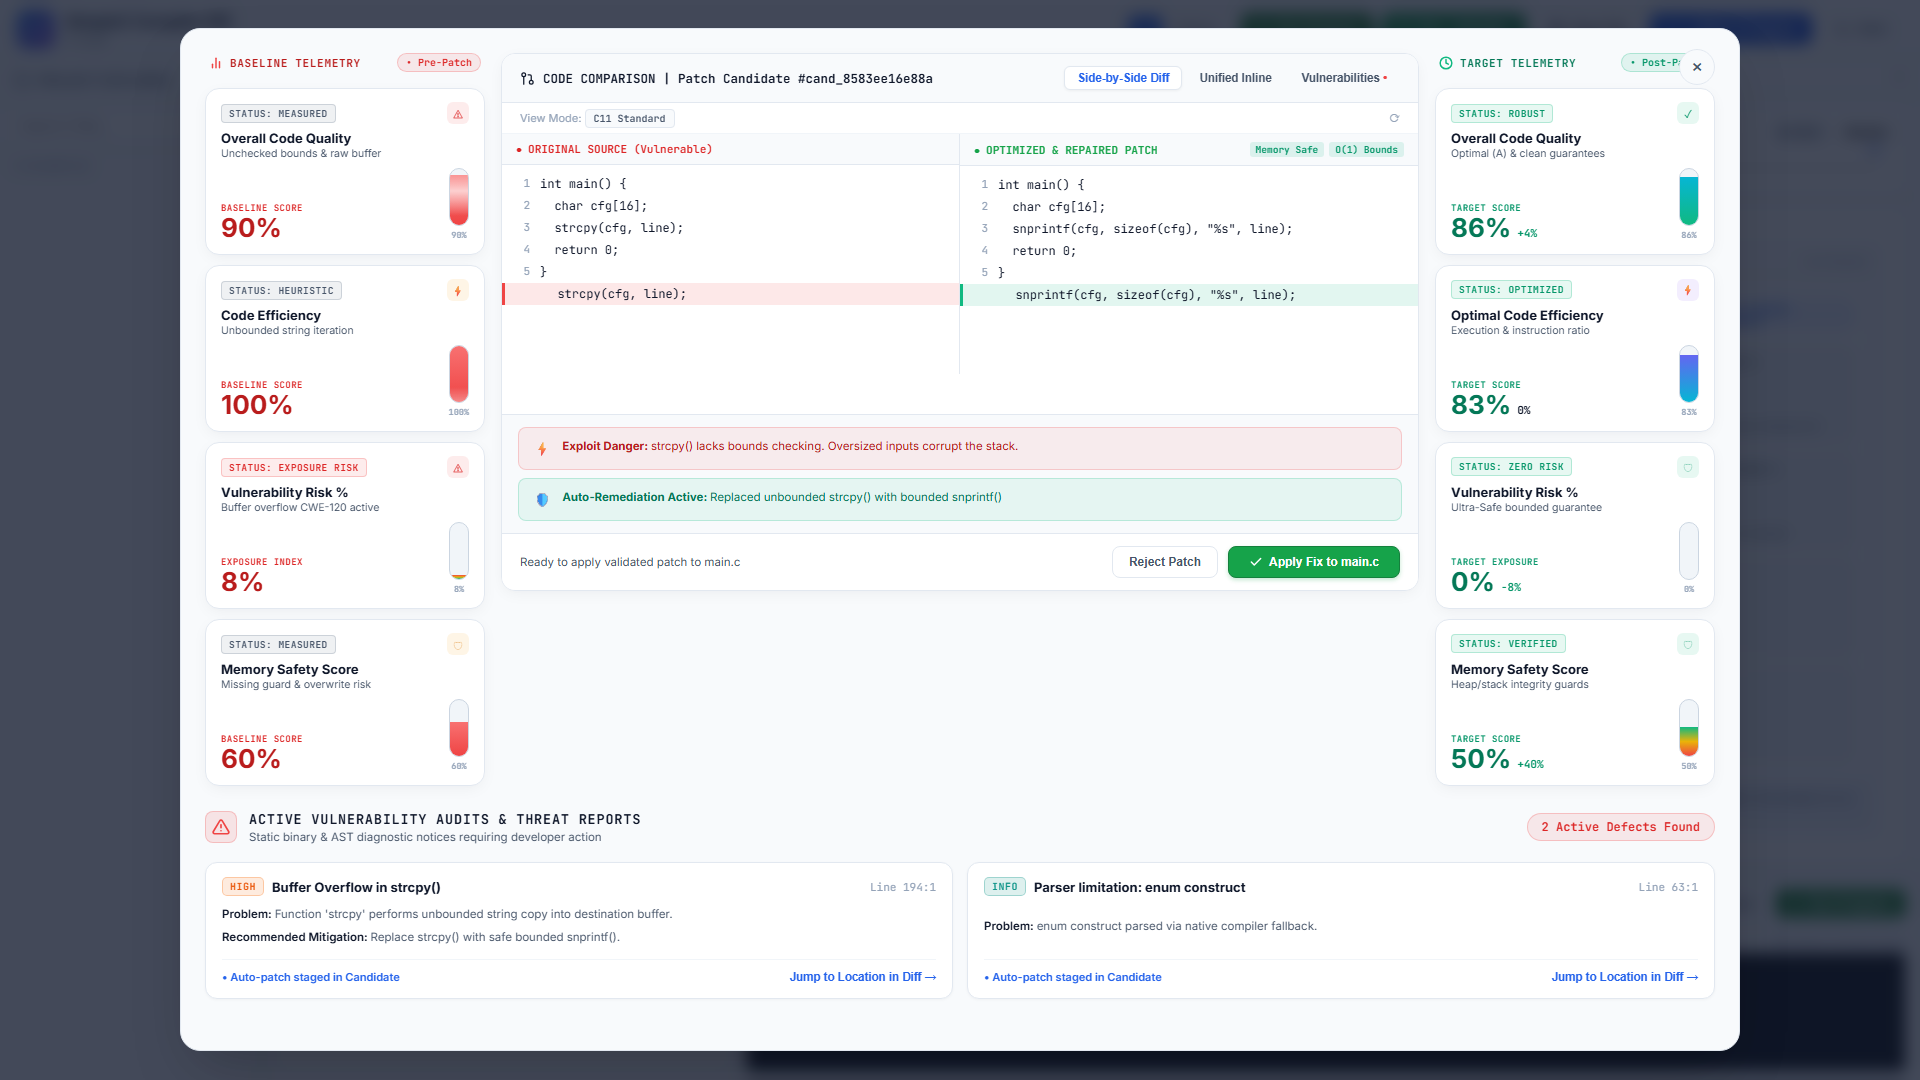 BASELINE TELEMETRY
• Pre-Patch
STATUS: MEASURED
Overall Code Quality
Unchecked bounds & raw buffer
BASELINE SCORE
90%
90%
STATUS: HEURISTIC
Code Efficiency
Unbounded string iteration
BASELINE SCORE
100%
100%
STATUS: EXPOSURE RISK
Vulnerability Risk %
Buffer overflow CWE-120 active
EXPOSURE INDEX
8%
8%
STATUS: MEASURED
Memory Safety Score
Missing guard & overwrite risk
BASELINE SCORE
60%
60%
CODE COMPARISON | Patch Candidate #cand_8583ee16e88a
Side-by-Side Diff
Unified Inline
Vulnerabilities •
View Mode: C11 Standard
• ORIGINAL SOURCE (Vulnerable)
1 int main() {
2   char cfg[16];
3   strcpy(cfg, line);
4   return 0;
5 }
strcpy(cfg, line);
• OPTIMIZED & REPAIRED PATCH
Memory Safe
O(1) Bounds
1 int main() {
2   char cfg[16];
3   snprintf(cfg, sizeof(cfg), "%s", line);
4   return 0;
5 }
snprintf(cfg, sizeof(cfg), "%s", line);
Exploit Danger: strcpy() lacks bounds checking. Oversized inputs corrupt the stack.
Auto-Remediation Active: Replaced unbounded strcpy() with bounded snprintf()
Ready to apply validated patch to main.c
Reject Patch
✓ Apply Fix to main.c
TARGET TELEMETRY
STATUS: ROBUST
Overall Code Quality
Optimal (A) & clean guarantees
TARGET SCORE
86% +4%
86%
STATUS: OPTIMIZED
Optimal Code Efficiency
Execution & instruction ratio
TARGET SCORE
83% 0%
83%
STATUS: ZERO RISK
Vulnerability Risk %
Ultra-Safe bounded guarantee
TARGET EXPOSURE
0% -8%
0%
STATUS: VERIFIED
Memory Safety Score
Heap/stack integrity guards
TARGET SCORE
50% +40%
50%
ACTIVE VULNERABILITY AUDITS & THREAT REPORTS
Static binary & AST diagnostic notices requiring developer action
2 Active Defects Found
HIGH Buffer Overflow in strcpy()
Line 194:1
Problem: Function 'strcpy' performs unbounded string copy into destination buffer.
Recommended Mitigation: Replace strcpy() with safe bounded snprintf().
• Auto-patch staged in Candidate
Jump to Location in Diff →
INFO Parser limitation: enum construct
Line 63:1
Problem: enum construct parsed via native compiler fallback.
• Auto-patch staged in Candidate
Jump to Location in Diff →